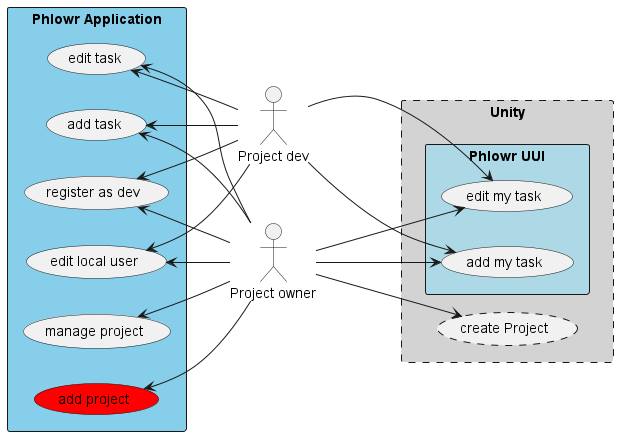 Phlowr Application
edit task
add task
register as dev
edit local user
manage project
add project
Project dev
Project owner
Unity
Phlowr UUI
edit my task
add my task
create Project